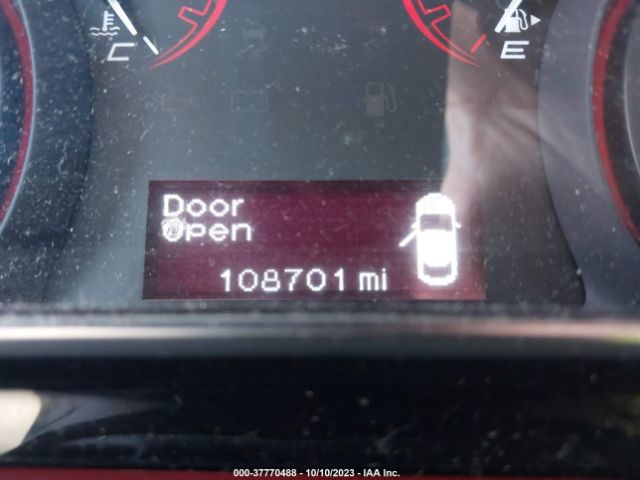 C
E
Door
Open
108701 mi
000-37770488 - 10/10/2023 - IAA Inc.